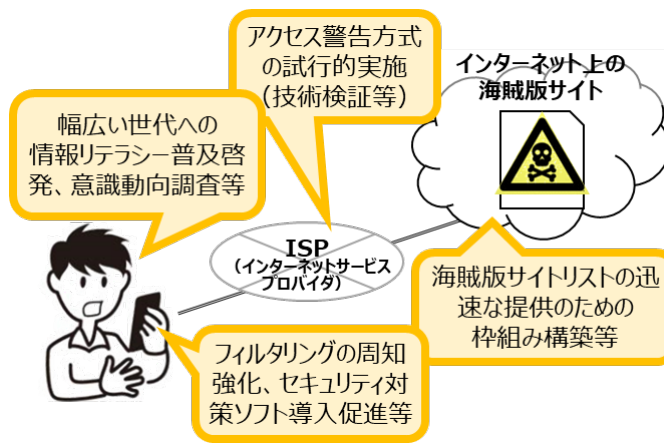 アクセス警告方式
の試行的実施
（技術検証等）
インターネット上の
海賊版サイト
幅広い世代への
情報リテラシー普及啓
発、意識動向調査等
ISP
（インターネットサービス
プロバイダ）
海賊版サイトリストの迅
速な提供のための
枠組み構築等
フィルタリングの周知
強化、セキュリティ対
策ソフト導入促進等